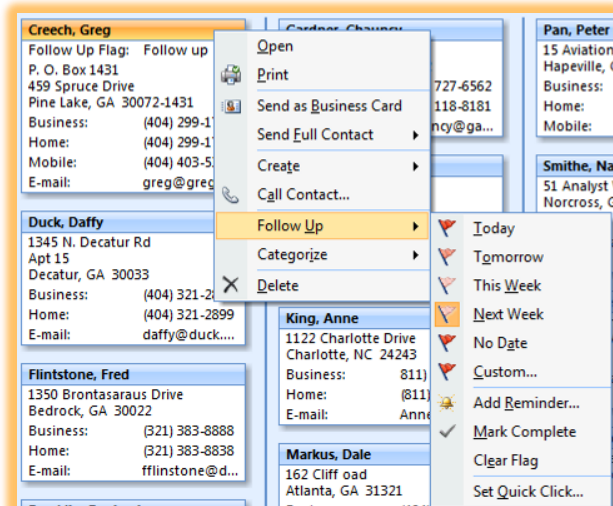 Creech, Greg
Follow Up Flag: Follow up
P. O. Box 1431
459 Spruce Drive
Pine Lake, GA 30072-1431
Business: (404) 299-1
Home: (404) 299-1
Mobile: (404) 403-5
E-mail: greg@greg
Duck, Daffy
1345 N. Decatur Rd
Apt 15
Decatur, GA 30033
Business: (404) 321-2
Home: (404) 321-2899
E-mail: daffy@duck....
Flintstone, Fred
1350 Brontasaraus Drive
Bedrock, GA 30022
Business: (321) 383-8888
Home: (321) 383-8838
E-mail: fflinstone@d...
Gardner, Chauncy
727-6562
118-8181
ncy@ga...
King, Anne
1122 Charlotte Drive
Charlotte, NC 24243
Business: 811)
Home: (811)
E-mail: Anne
Markus, Dale
162 Cliff oad
Atlanta, GA 31321
Pan, Peter
15 Aviation
Hapeville,
Business:
Home:
Mobile:
Smithe, Na
51 Analyst
Norcross, G
Open
Print
Send as Business Card
Send Full Contact
Create
Call Contact...
Follow Up
Categorize
Delete
Today
Tomorrow
This Week
Next Week
No Date
Custom...
Add Reminder...
Mark Complete
Clear Flag
Set Quick Click...